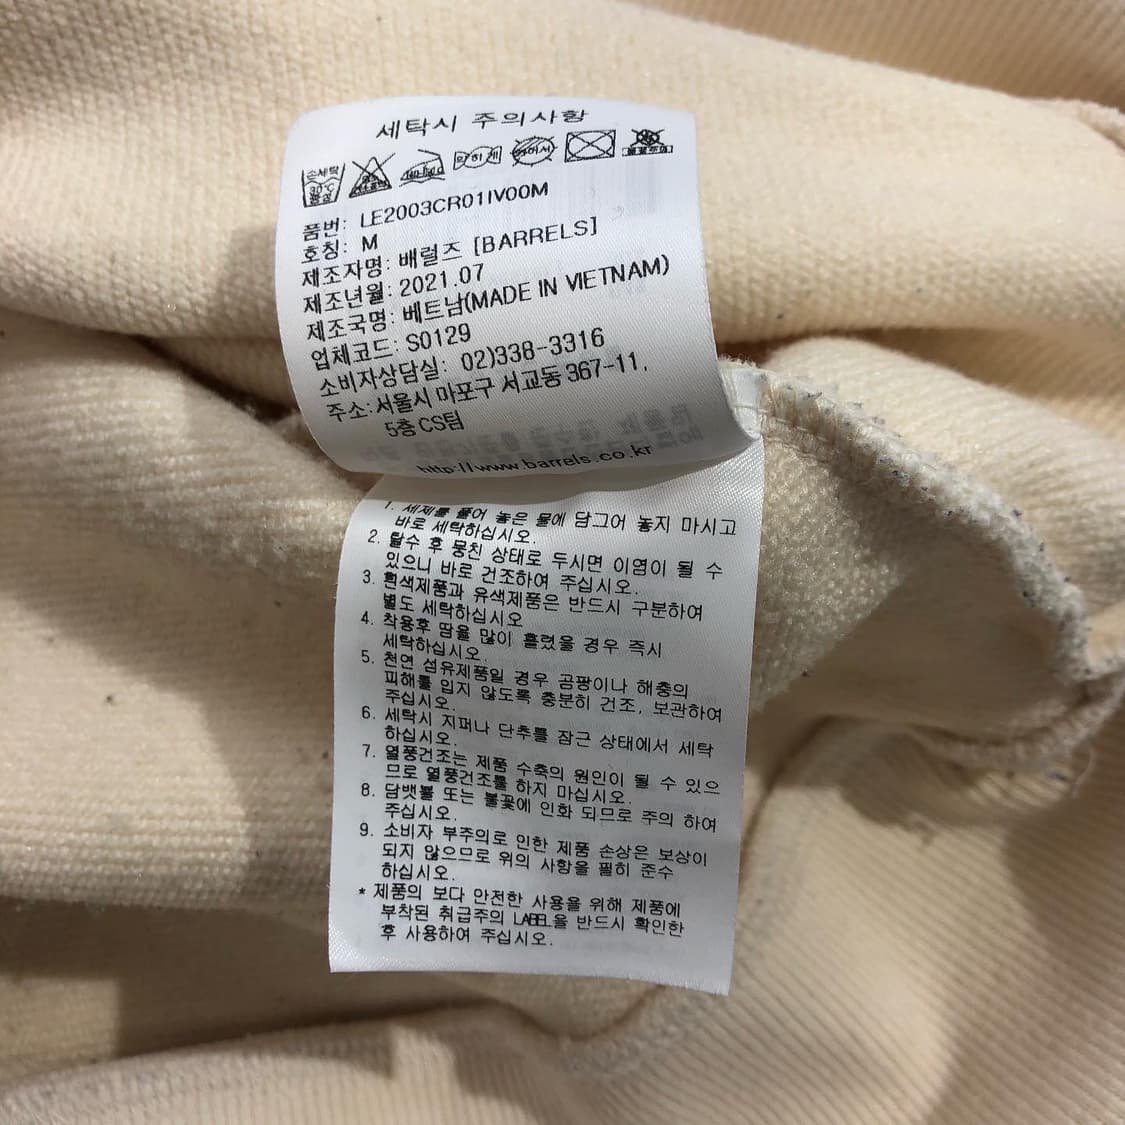 세탁시 주의사항
손세탁
30℃
중성
약하게
품번: LE2003CR01IV00M
호칭: M
제조자명: 배럴즈 [BARRELS]
제조년월: 2021.07
제조국명: 베트남(MADE IN VIETNAM)
업체코드: S0129
소비자상담실: 02)338-3316
주소:서울시 마포구 서교동 367-11,
5층 CS팀
http://www.barrels.co.kr
1. 세제를 풀어 놓은 물에 담그어 놓지 마시고
바로 세탁하십시오.
2. 탈수 후 뭉친 상태로 두시면 이염이 될 수
있으니 바로 건조하여 주십시오.
3. 흰색제품과 유색제품은 반드시 구분하여
별도 세탁하십시오
4. 착용후 땀을 많이 흘렸을 경우 즉시
세탁하십시오.
5. 천연 섬유제품일 경우 곰팡이나 해충의
피해를 입지 않도록 충분히 건조, 보관하여
주십시오.
6. 세탁시 지퍼나 단추를 잠근 상태에서 세탁
하십시오.
7. 열풍건조는 제품 수축의 원인이 될 수 있으
므로 열풍건조를 하지 마십시오.
8. 담뱃불 또는 불꽃에 인화 되므로 주의 하여
주십시오.
9. 소비자 부주의로 인한 제품 손상은 보상이
되지 않으므로 위의 사항을 필히 준수
하십시오.
* 제품의 보다 안전한 사용을 위해 제품에
부착된 취급주의 LABEL을 반드시 확인한
후 사용하여 주십시오.